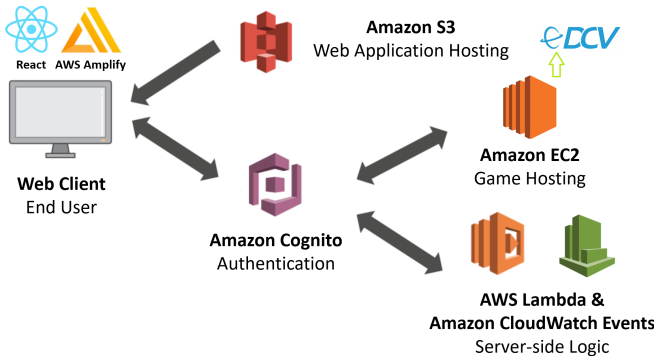 React
AWS Amplify
Amazon S3
Web Application Hosting
eDCV
Web Client
End User
Amazon EC2
Game Hosting
Amazon Cognito
Authentication
AWS Lambda &
Amazon CloudWatch Events
Server-side Logic